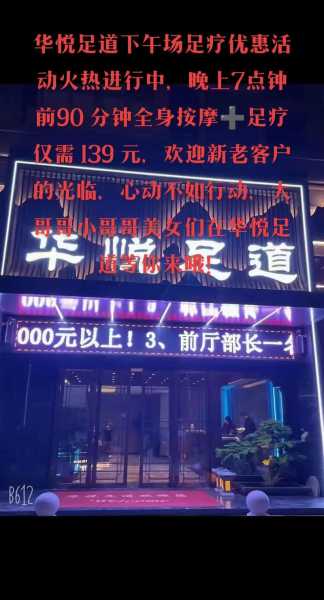 华悦足道下午场足疗优惠活
动火热进行中，晚上7点钟
前90 分钟全身按摩➕足疗
仅需 139 元，欢迎新老客户
的光临，心动不如行动，大
哥哥小哥哥美女们在华悦足
道等你来哦！
华悦足道
000元以上！3、前厅部长一名
B612